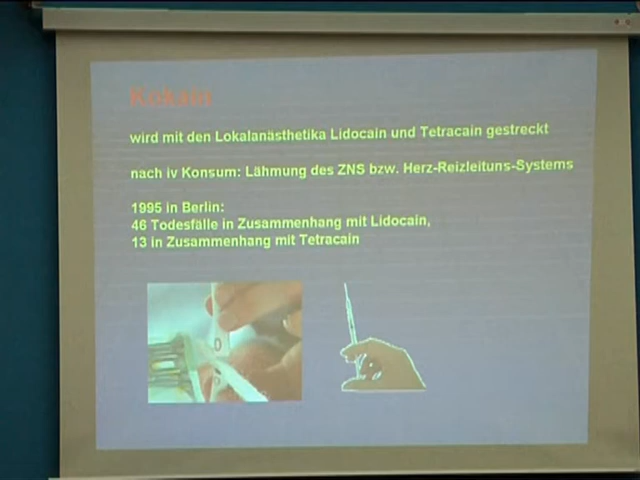 Kokain
wird mit den Lokalanästhetika Lidocain und Tetracain gestreckt
nach iv Konsum: Lähmung des ZNS bzw. Herz-Reizleituns-Systems
1995 in Berlin:
46 Todesfälle in Zusammenhang mit Lidocain,
13 in Zusammenhang mit Tetracain